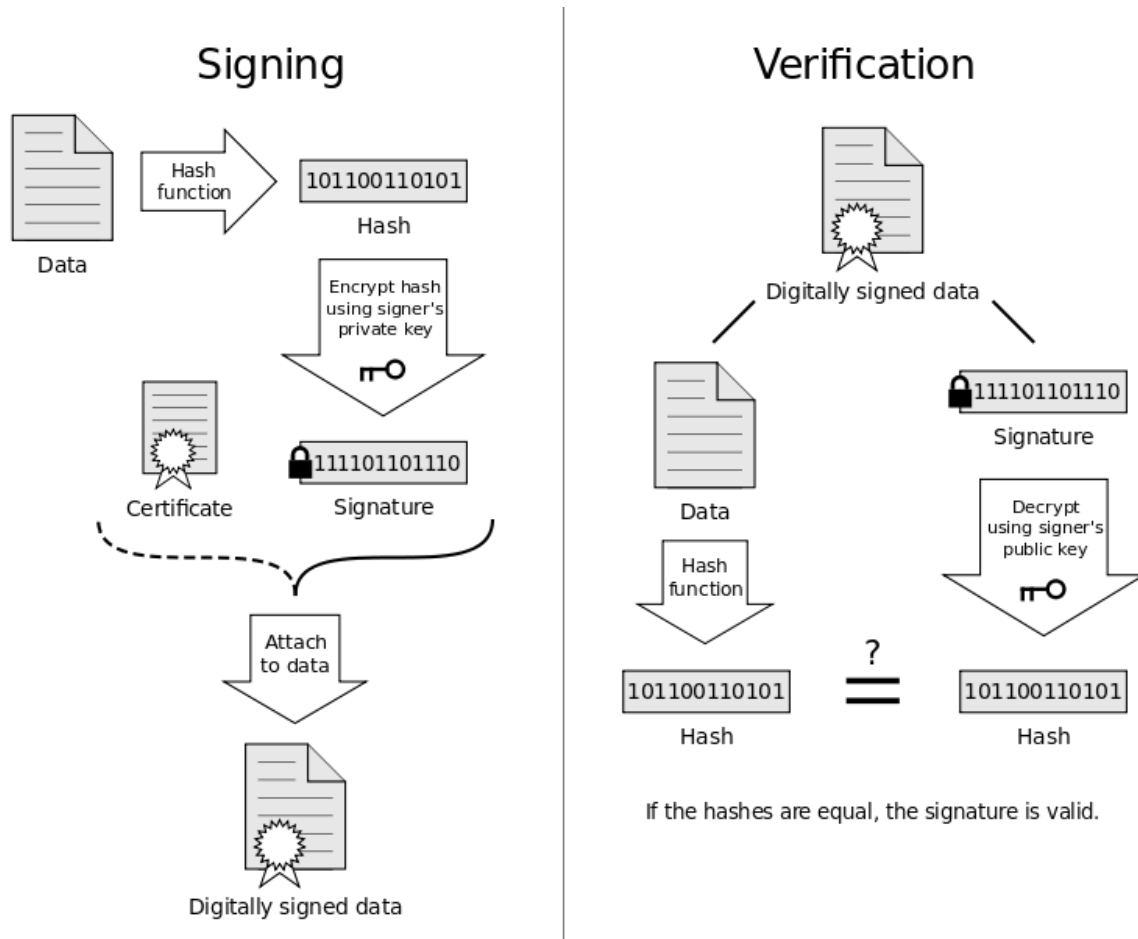 Signing
Hash
function
101100110101
Hash
Data
Encrypt hash
using signer's
private key
111101101110
Certificate
Signature
Attach
to data
Digitally signed data
Verification
Digitally signed data
111101101110
Signature
Data
Decrypt
using signer's
public key
Hash
function
?
101100110101
101100110101
Hash
Hash
If the hashes are equal, the signature is valid.